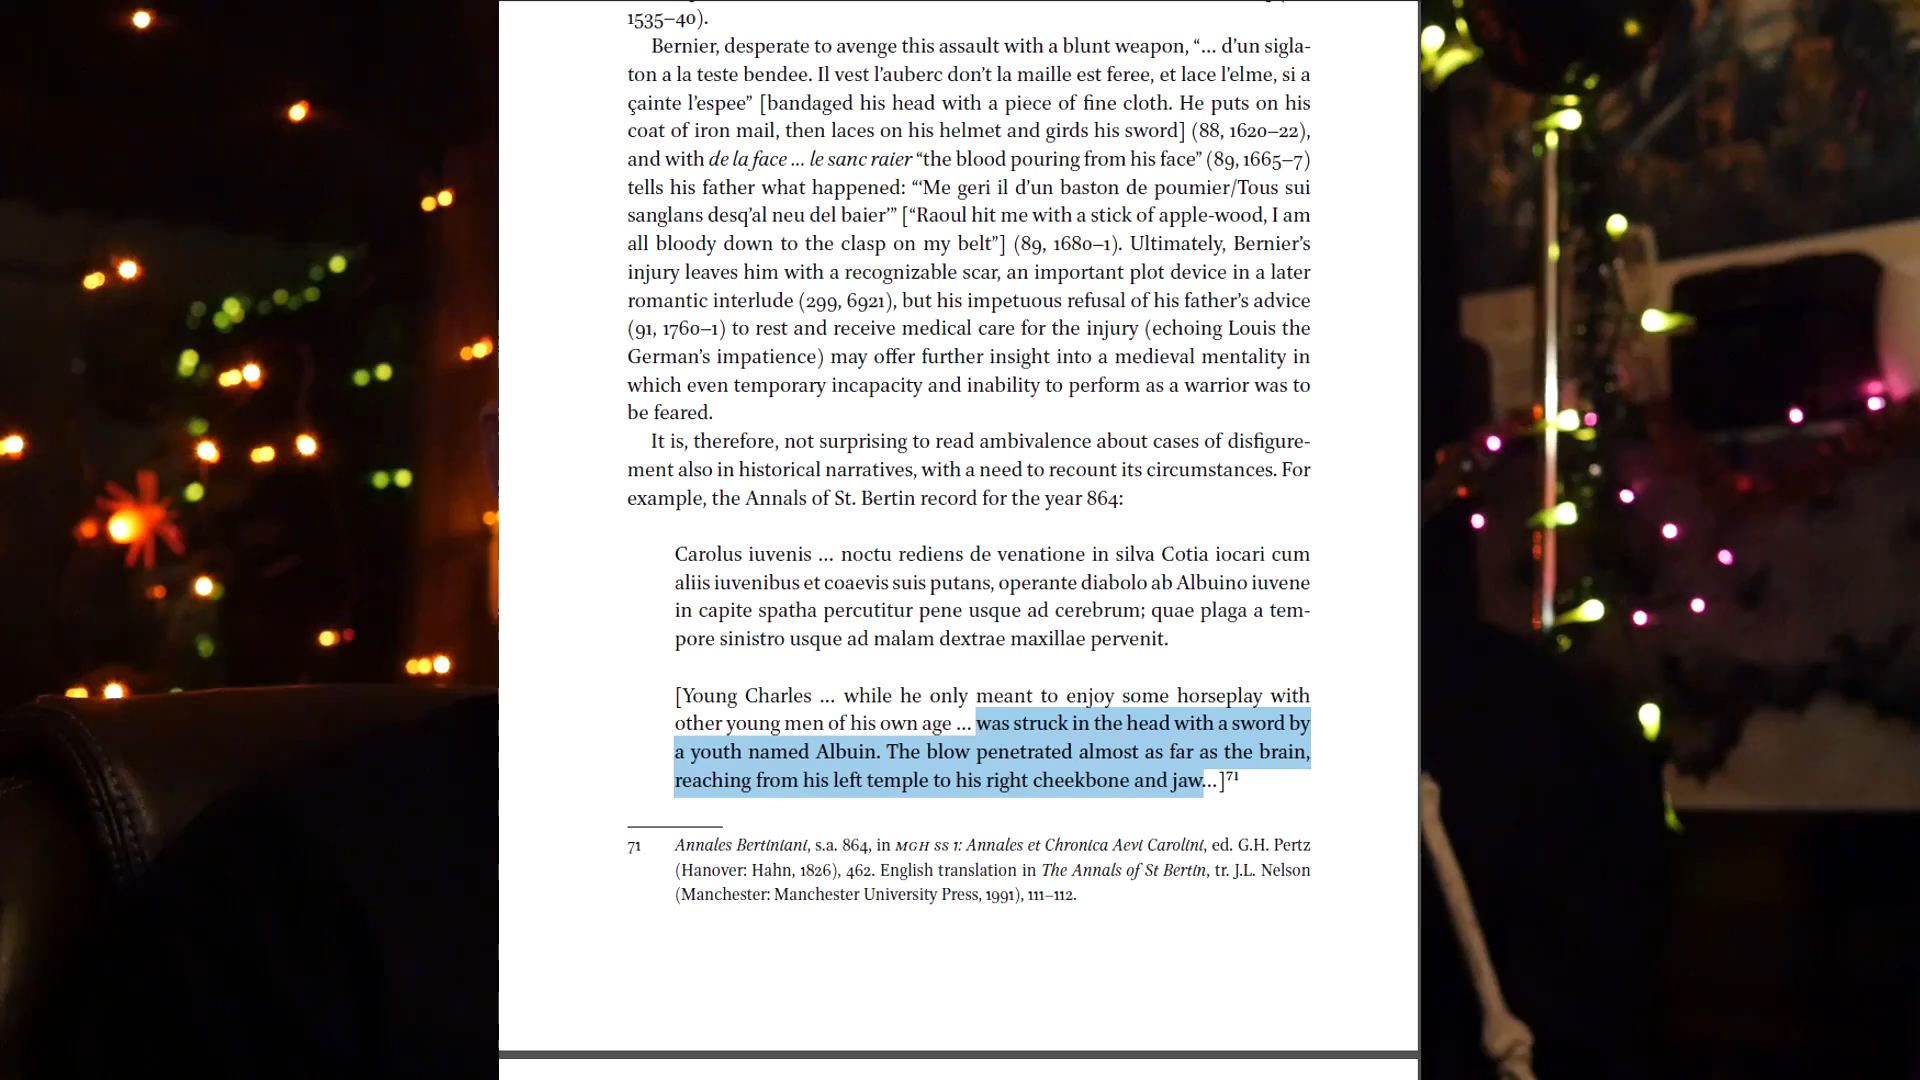 1535–40).
Bernier, desperate to avenge this assault with a blunt weapon, “... d’un sigla-
ton a la teste bendee. Il vest l’auberc don’t la maille est feree, et lace l’elme, si a
çainte l’espee” [bandaged his head with a piece of fine cloth. He puts on his
coat of iron mail, then laces on his helmet and girds his sword] (88, 1620–22),
and with de la face ... le sanc raier “the blood pouring from his face” (89, 1665–7)
tells his father what happened: “‘Me geri il d’un baston de poumier/Tous sui
sanglans desq’al neu del baier’” [“Raoul hit me with a stick of apple-wood, I am
all bloody down to the clasp on my belt”] (89, 1680–1). Ultimately, Bernier’s
injury leaves him with a recognizable scar, an important plot device in a later
romantic interlude (299, 6921), but his impetuous refusal of his father’s advice
(91, 1760–1) to rest and receive medical care for the injury (echoing Louis the
German’s impatience) may offer further insight into a medieval mentality in
which even temporary incapacity and inability to perform as a warrior was to
be feared.
It is, therefore, not surprising to read ambivalence about cases of disfigure-
ment also in historical narratives, with a need to recount its circumstances. For
example, the Annals of St. Bertin record for the year 864:
Carolus iuvenis ... noctu rediens de venatione in silva Cotia iocari cum
aliis iuvenibus et coaevis suis putans, operante diabolo ab Albuino iuvene
in capite spatha percutitur pene usque ad cerebrum; quae plaga a tem-
pore sinistro usque ad malam dextrae maxillae pervenit.
[Young Charles ... while he only meant to enjoy some horseplay with
other young men of his own age ... was struck in the head with a sword by
a youth named Albuin. The blow penetrated almost as far as the brain,
reaching from his left temple to his right cheekbone and jaw...]71
71 Annales Bertiniani, s.a. 864, in MGH SS 1: Annales et Chronica Aevi Carolini, ed. G.H. Pertz
(Hanover: Hahn, 1826), 462. English translation in The Annals of St Bertin, tr. J.L. Nelson
(Manchester: Manchester University Press, 1991), 111–112.